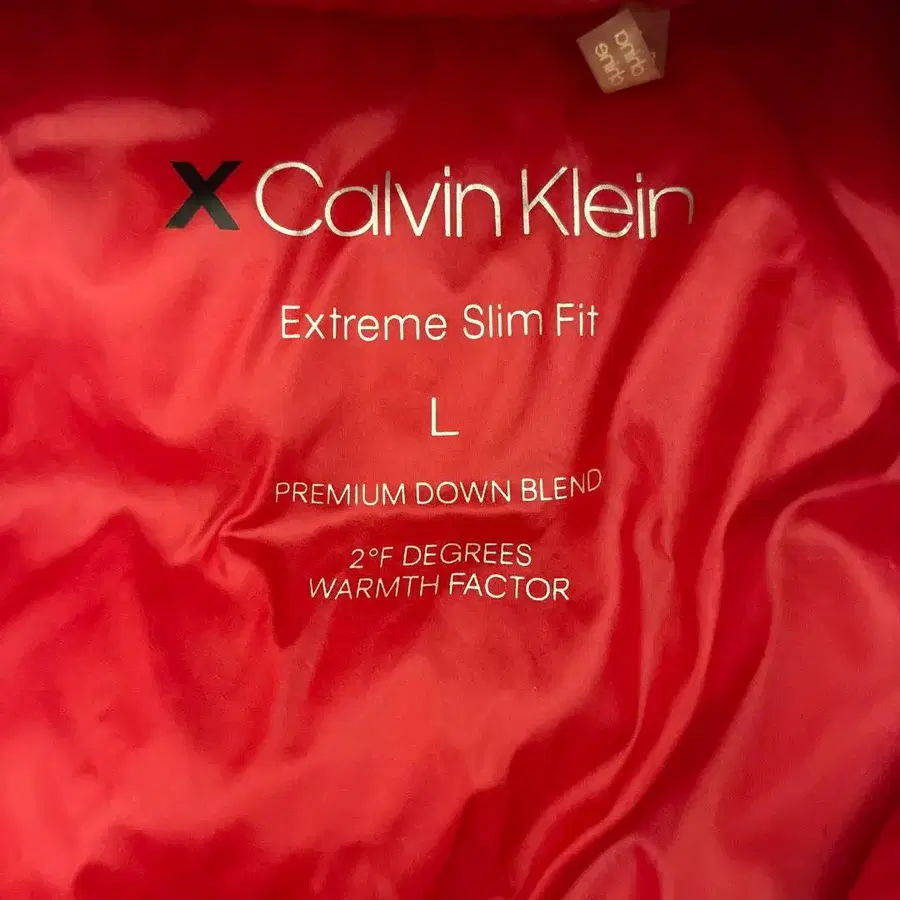 X Calvin Klein
Extreme Slim Fit
L
PREMIUM DOWN BLEND
2°F DEGREES
WARMTH FACTOR